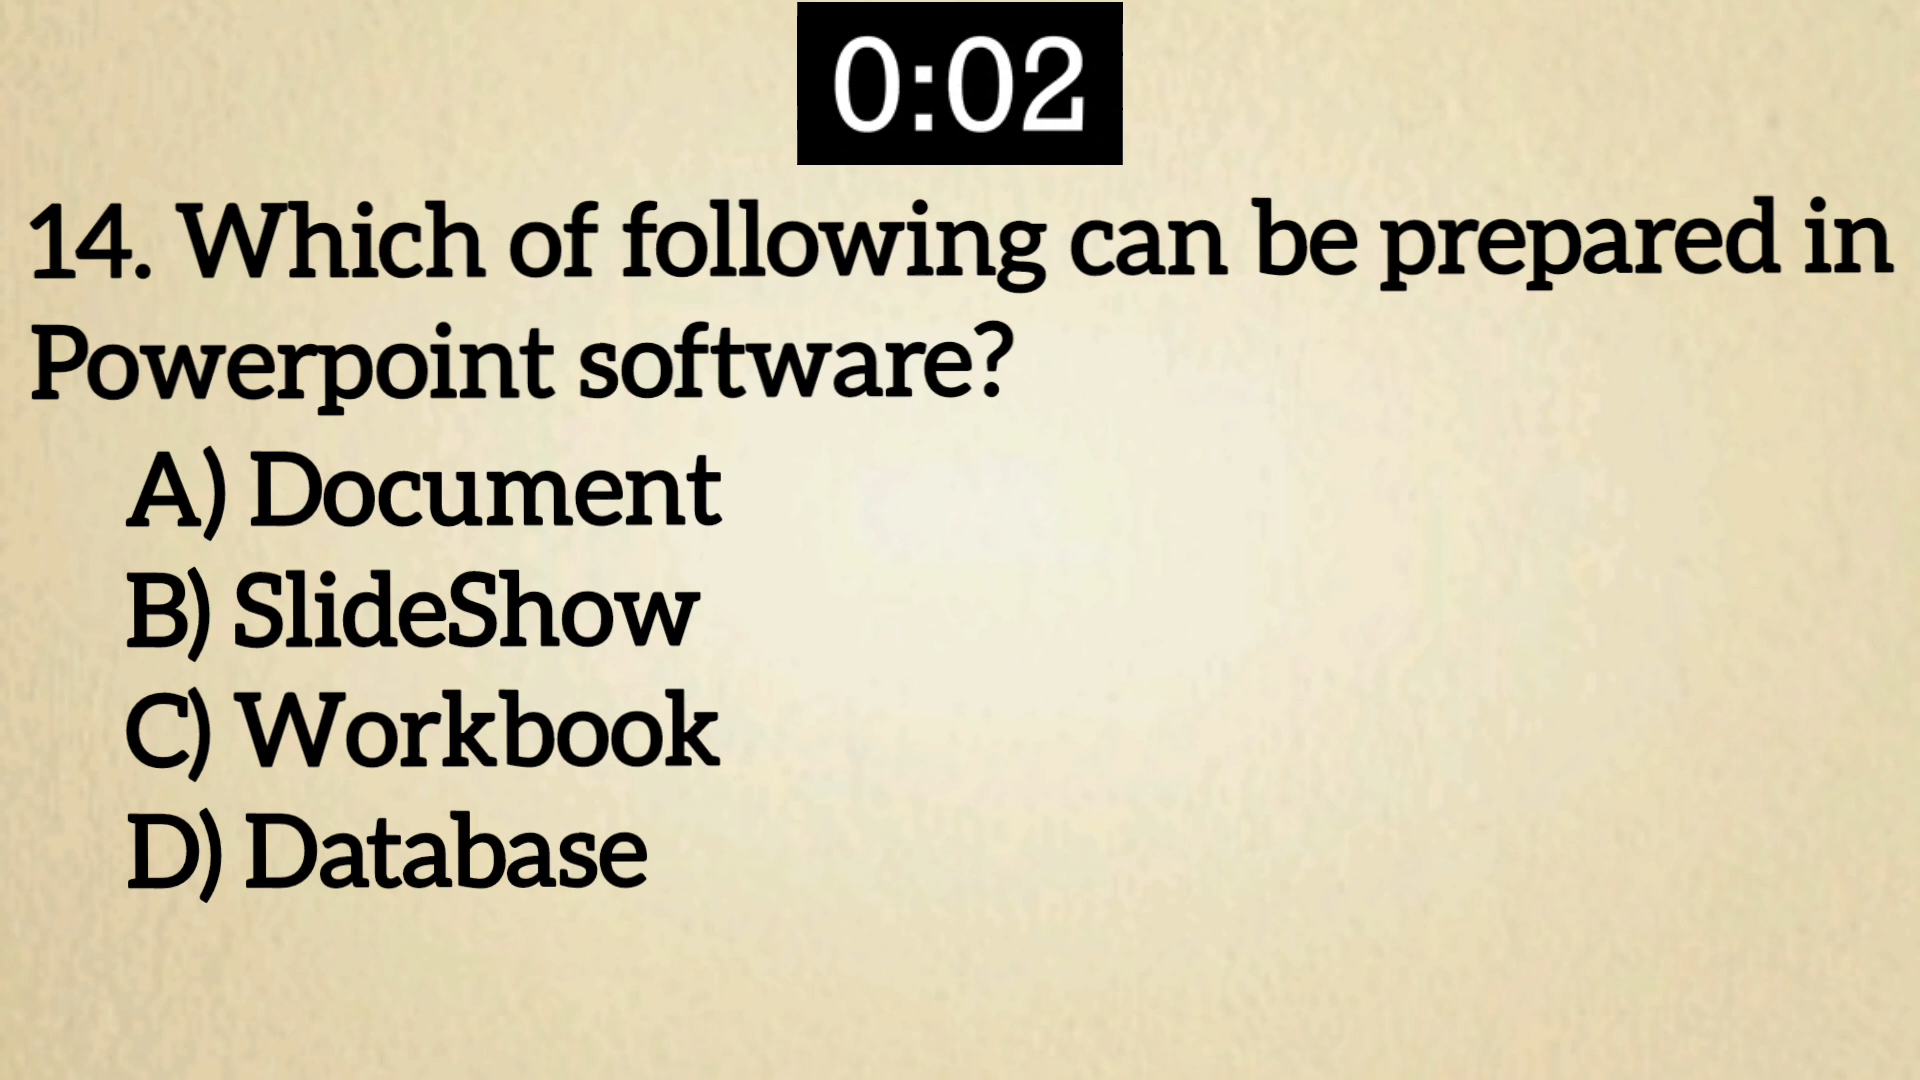 0:02
14. Which of following can be prepared in
Powerpoint software?
A) Document
B) SlideShow
C) Workbook
D) Database